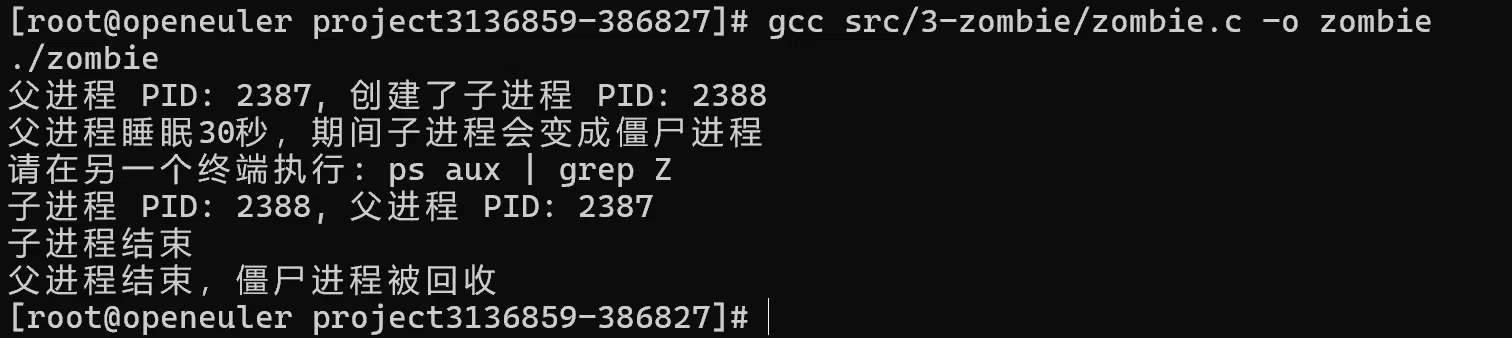 [root@openeuler project3136859-386827]# gcc src/3-zombie/zombie.c -o zombie
./zombie
父进程 PID: 2387, 创建了子进程 PID: 2388
父进程睡眠30秒, 期间子进程会变成僵尸进程
请在另一个终端执行: ps aux | grep Z
子进程 PID: 2388, 父进程 PID: 2387
子进程结束
父进程结束, 僵尸进程被回收
[root@openeuler project3136859-386827]#